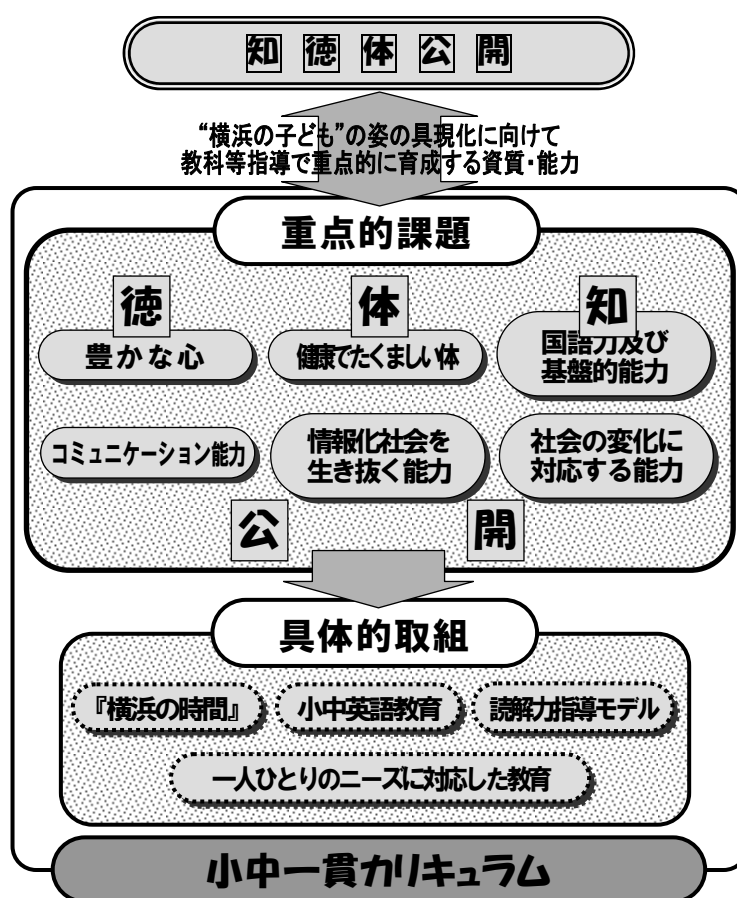 知 徳 体 公 開
“横浜の子ども”の姿の具現化に向けて
教科等指導で重点的に育成する資質・能力
重点的課題
徳 体 知
豊かな心
健康でたくましい体
国語力及び
基盤的能力
コミュニケーション能力
情報化社会を
生き抜く能力
社会の変化に
対応する能力
公 開
具体的取組
『横浜の時間』
小中英語教育
読解力指導モデル
一人ひとりのニーズに対応した教育
小中一貫カリキュラム